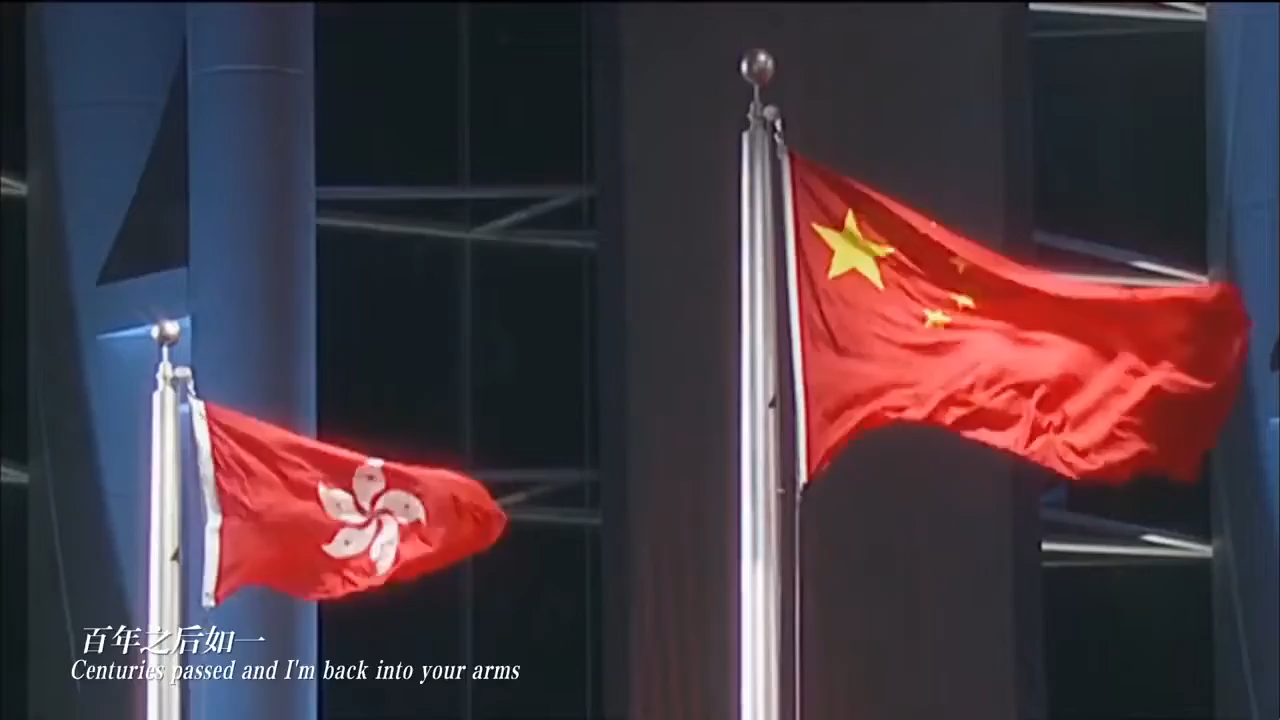 百年之后如一
Centuries passed and I'm back into your arms